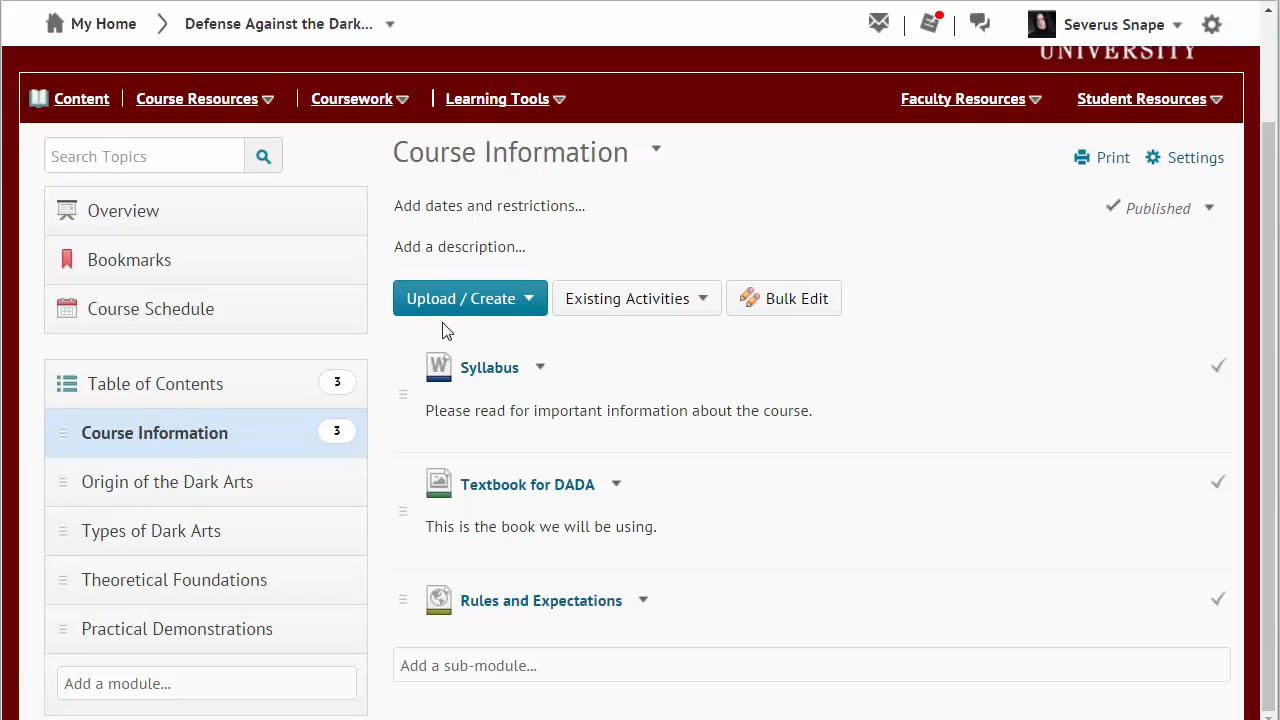 My Home
Defense Against the Dark...
Severus Snape
UNIVERSITY
Content
Course Resources
Coursework
Learning Tools
Faculty Resources
Student Resources
Search Topics
Course Information
Print
Settings
Overview
Add dates and restrictions...
Published
Bookmarks
Add a description...
Course Schedule
Upload / Create
Existing Activities
Bulk Edit
Table of Contents 3
Course Information 3
Origin of the Dark Arts
Types of Dark Arts
Theoretical Foundations
Practical Demonstrations
Add a module...
W
Syllabus
Please read for important information about the course.
Textbook for DADA
This is the book we will be using.
Rules and Expectations
Add a sub-module...